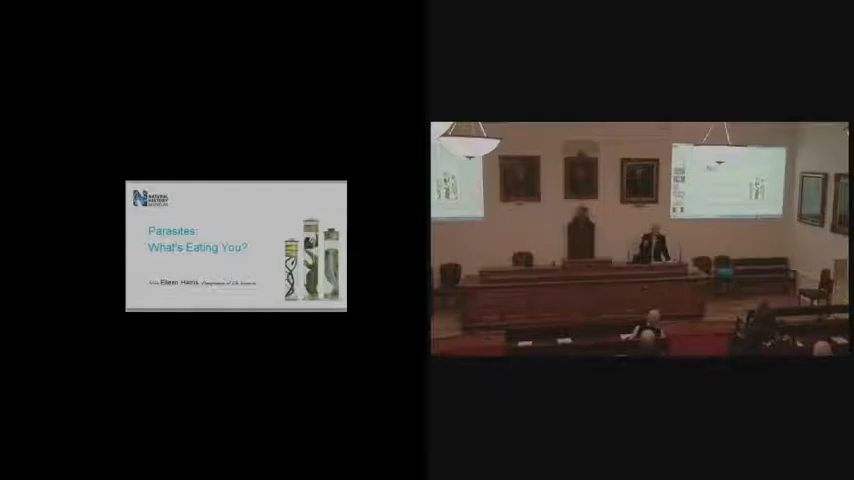 NATURAL
HISTORY
MUSEUM
Parasites:
What's Eating You?
Eileen Harris